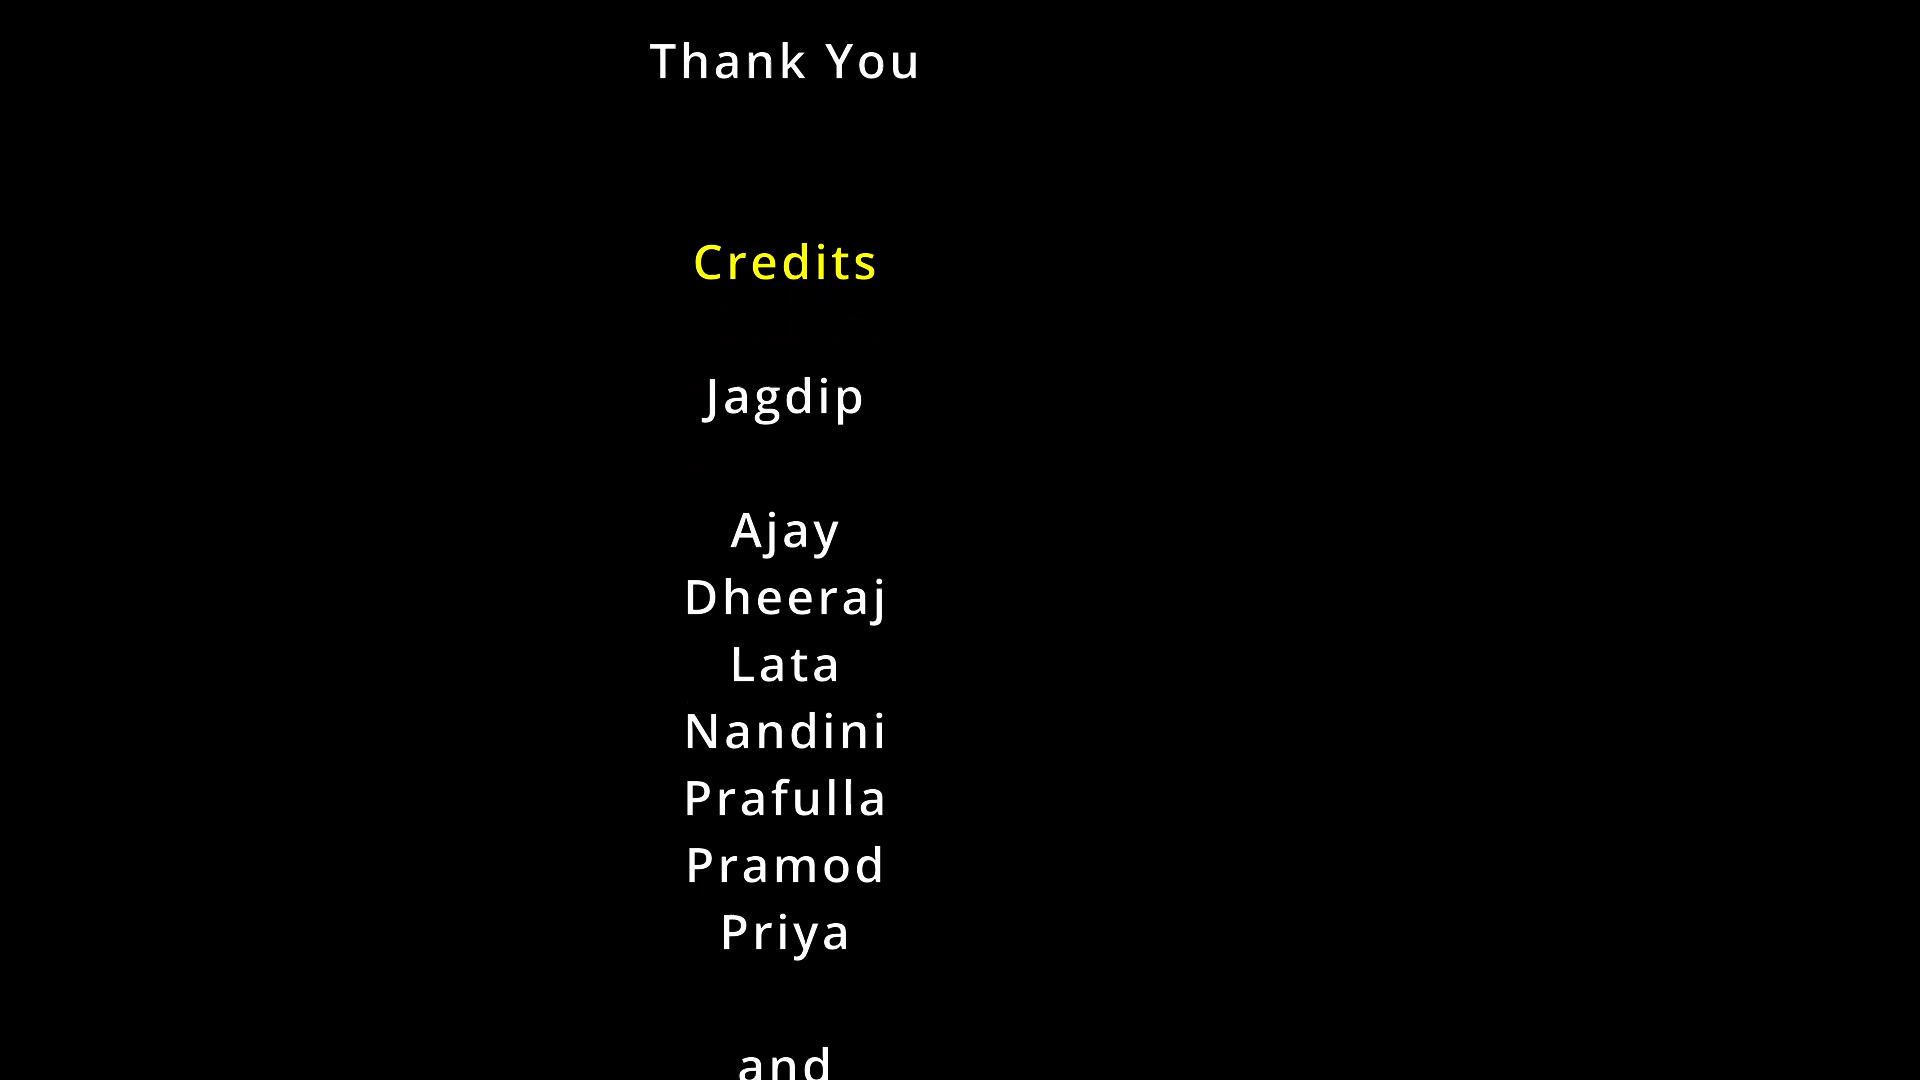 Thank You
Credits
Jagdip
Ajay
Dheeraj
Lata
Nandini
Prafulla
Pramod
Priya
and